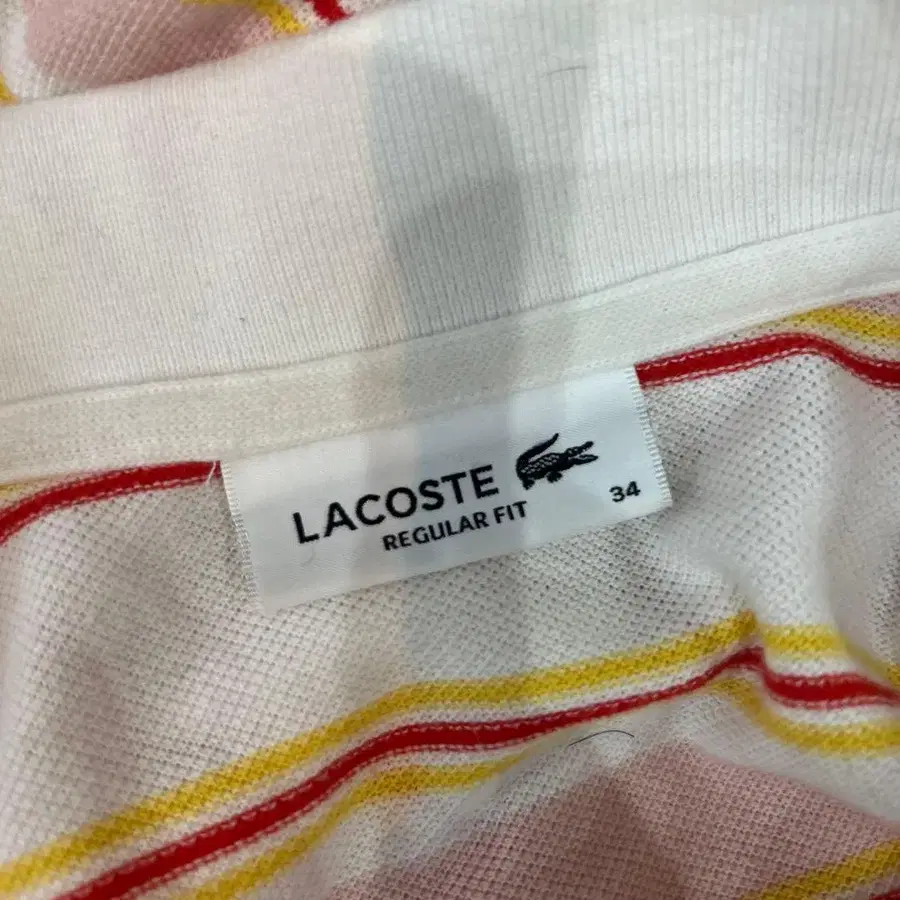 LACOSTE
REGULAR FIT
34